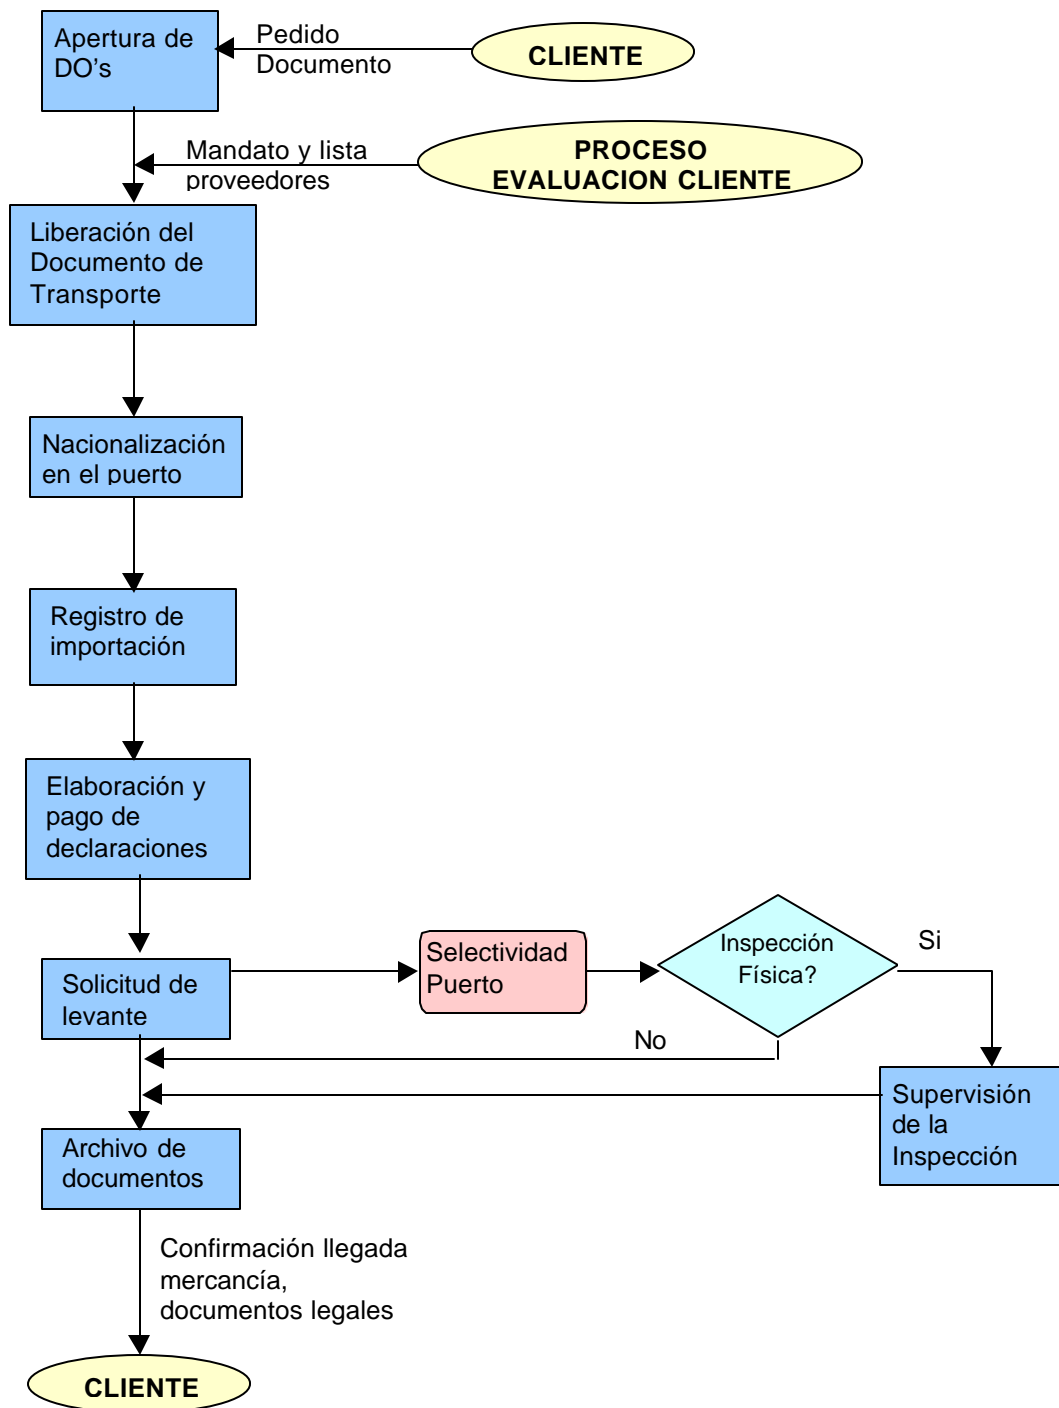 Apertura de
DO's
Pedido
Documento
CLIENTE
Mandato y lista
proveedores
PROCESO
EVALUACION CLIENTE
Liberación del
Documento de
Transporte
Nacionalización
en el puerto
Registro de
importación
Elaboración y
pago de
declaraciones
Solicitud de
levante
Selectividad
Puerto
Inspección
Física?
Si
No
Supervisión
de la
Inspección
Archivo de
documentos
Confirmación llegada
mercancía,
documentos legales
CLIENTE